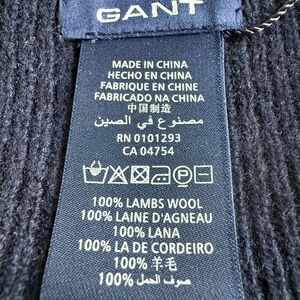 GANT
MADE IN CHINA
HECHO EN CHINA
FABRIQUE EN CHINE
FABRICADO NA CHINA
中国制造
مصنوع في الصين
RN 0101293
CA 04754
100% LAMBS WOOL
100% LAINE D'AGNEAU
100% LANA
100% LA DE CORDEIRO
100% 羊毛
100% صوف الحمل